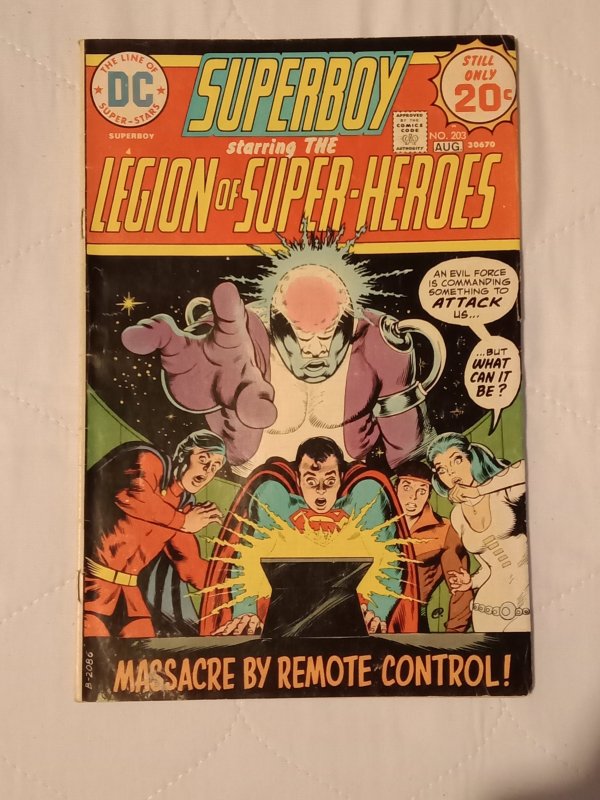 THE LINE OF
DC
SUPER-STARS
SUPERBOY
4
SUPERBOY
starring THE
LEGION OF SUPER-HEROES
APPROVED
BY THE
COMICS
CODE
AUTHORITY
NO. 203
AUG
30670
STILL
ONLY
20¢
AN EVIL FORCE
IS COMMANDING
SOMETHING TO
ATTACK
US...
...BUT
WHAT
CAN IT
BE?
S
MASSACRE BY REMOTE CONTROL!
B-2086